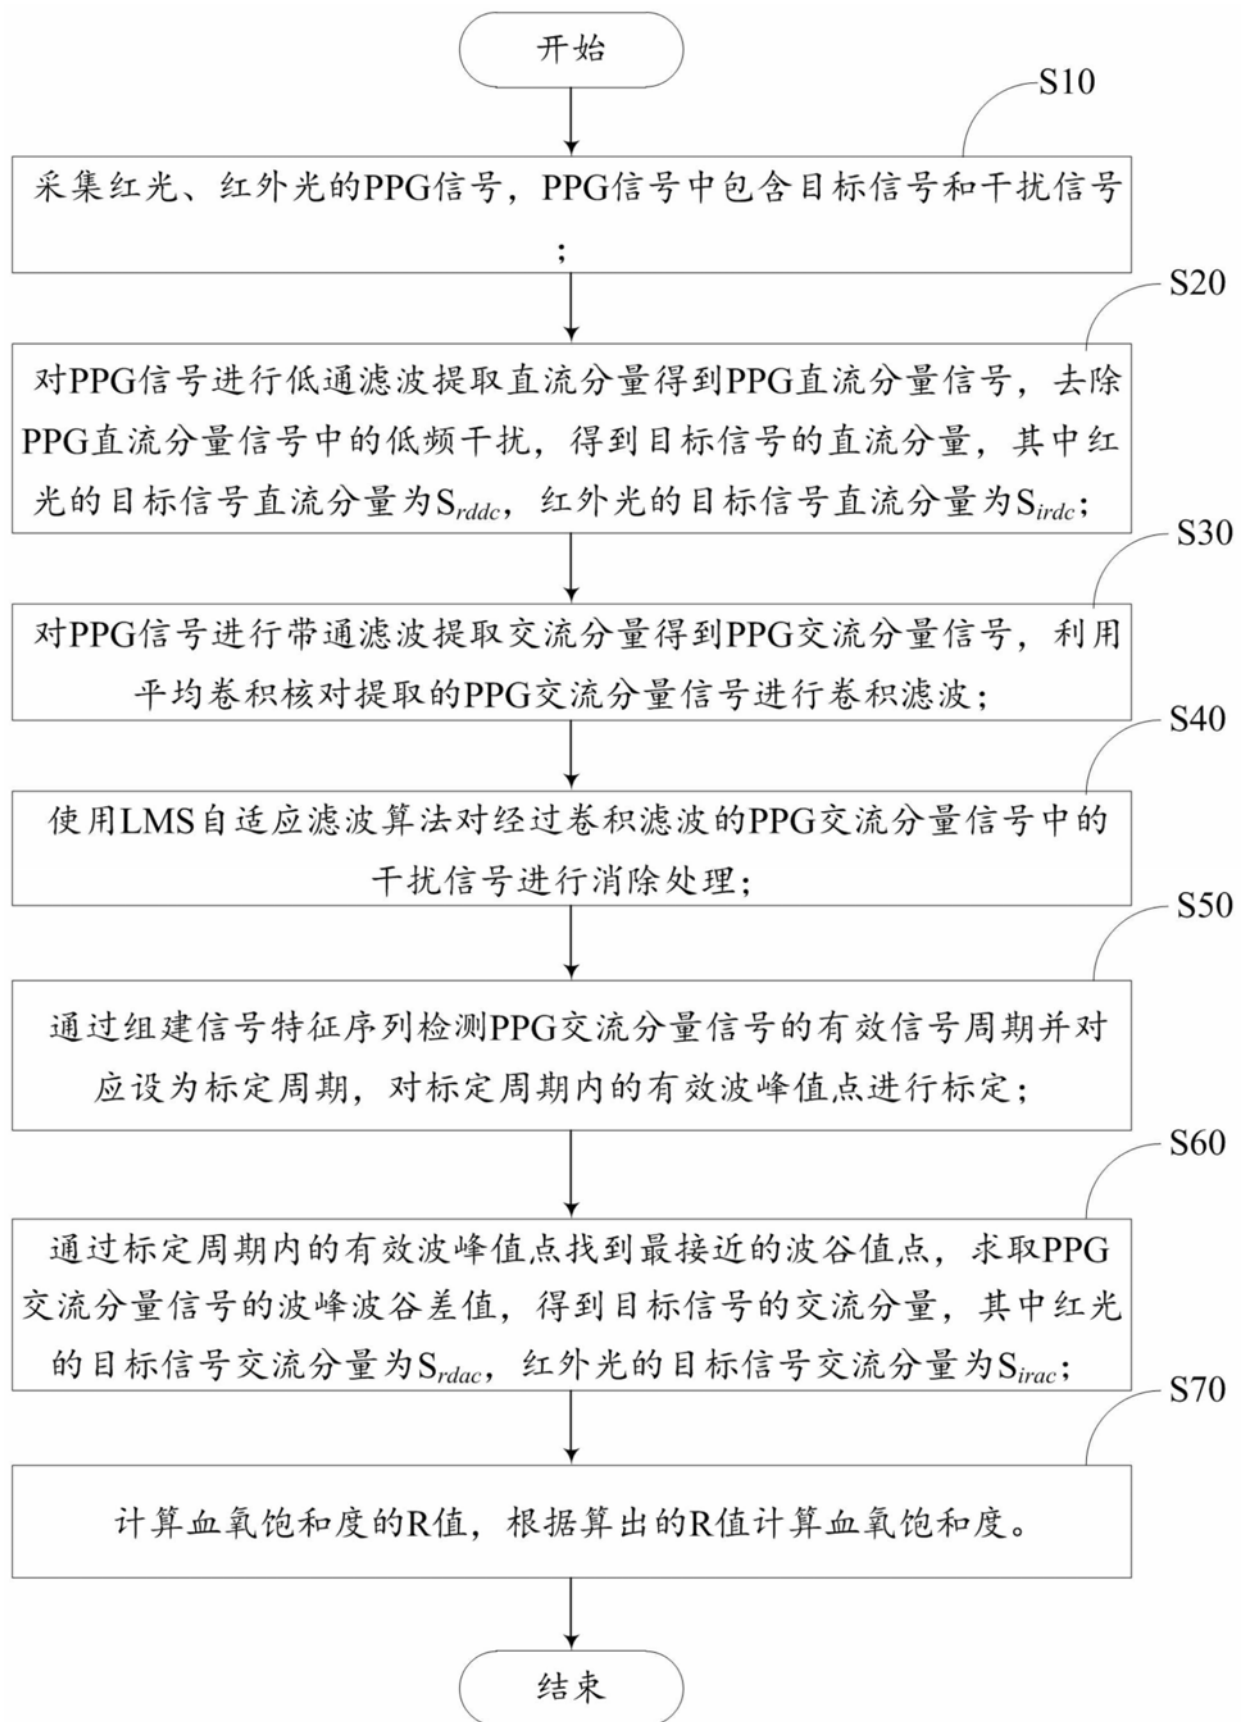 开始
S10
采集红光、红外光的PPG信号，PPG信号中包含目标信号和干扰信号
；
S20
对PPG信号进行低通滤波提取直流分量得到PPG直流分量信号，去除
PPG直流分量信号中的低频干扰，得到目标信号的直流分量，其中红
光的目标信号直流分量为Srddc，红外光的目标信号直流分量为Sirdc；
S30
对PPG信号进行带通滤波提取交流分量得到PPG交流分量信号，利用
平均卷积核对提取的PPG交流分量信号进行卷积滤波；
S40
使用LMS自适应滤波算法对经过卷积滤波的PPG交流分量信号中的
干扰信号进行消除处理；
S50
通过组建信号特征序列检测PPG交流分量信号的有效信号周期并对
应设为标定周期，对标定周期内的有效波峰值点进行标定；
S60
通过标定周期内的有效波峰值点找到最接近的波谷值点，求取PPG
交流分量信号的波峰波谷差值，得到目标信号的交流分量，其中红光
的目标信号交流分量为Srdac，红外光的目标信号交流分量为Sirac；
S70
计算血氧饱和度的R值，根据算出的R值计算血氧饱和度。
结束